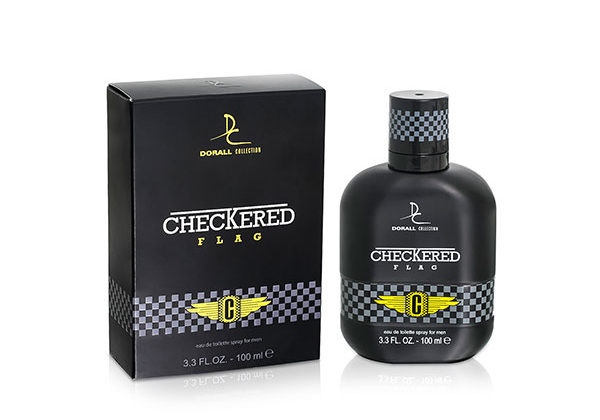 DC
DORALL COLLECTION
CHECKERED
FLAG
C
eau de toilette spray for men
3.3 FL.OZ. - 100 ml ℮
DC
DORALL COLLECTION
CHECKERED
FLAG
C
eau de toilette spray for men
3.3 FL.OZ. - 100 ml ℮